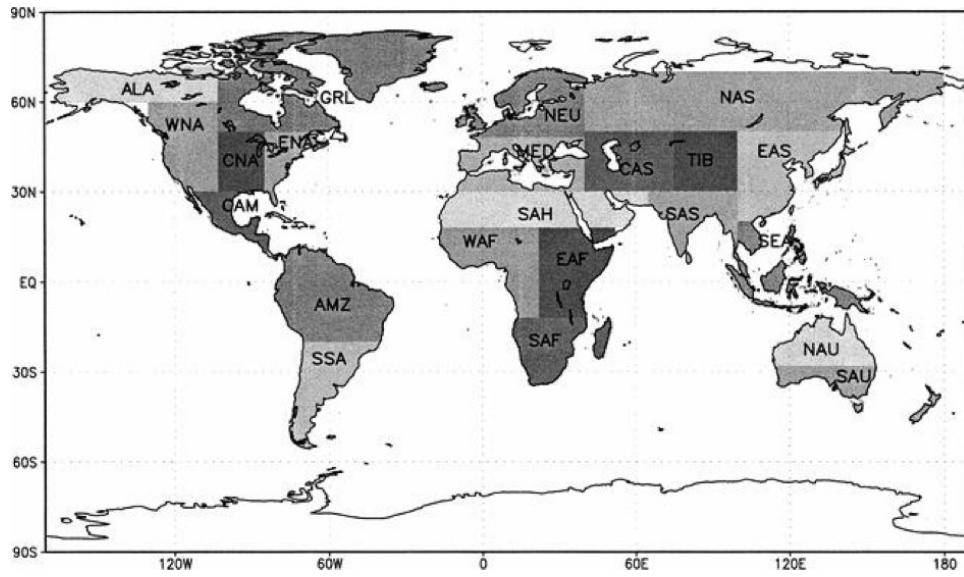 90N
ALA
GRL
60N
WNA
NEU
NAS
ENA
CNA
MED
CAS
TIB
EAS
30N
CAM
SAH
SAS
WAF
EAF
SEA
EQ
AMZ
SAF
SSA
NAU
30S
SAU
60S
90S
120W
60W
0
60E
120E
180